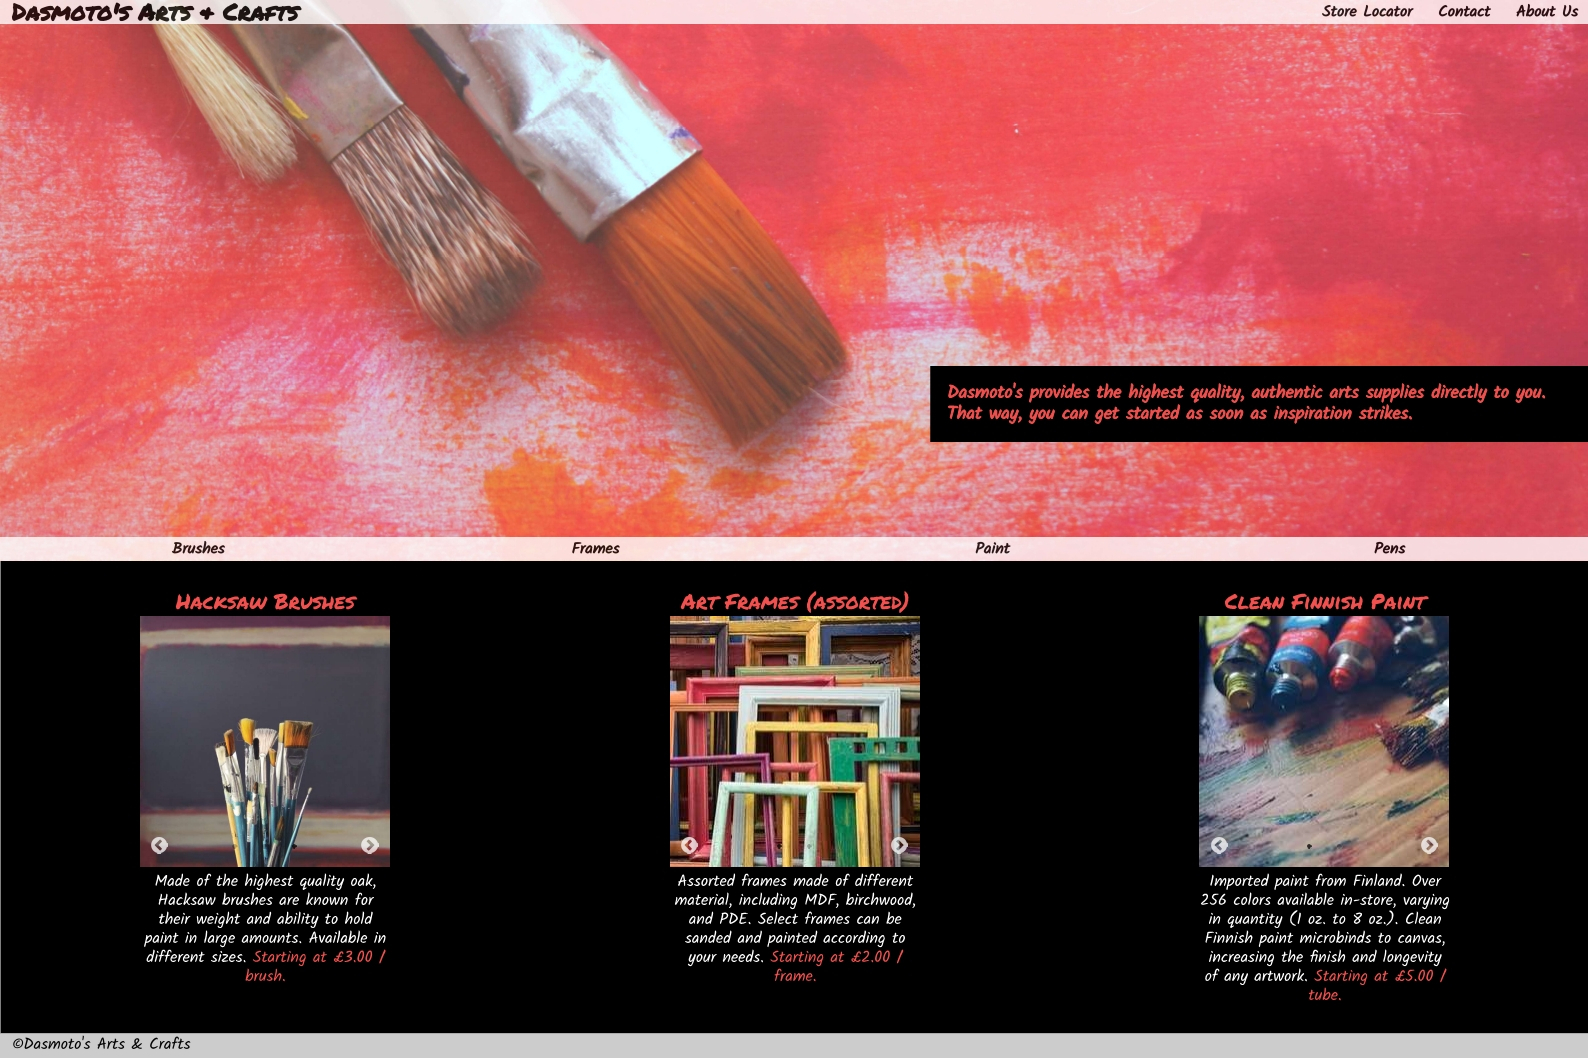 Dasmoto's Arts & Crafts
Store Locator Contact About Us
Dasmoto's provides the highest quality, authentic arts supplies directly to you.
That way, you can get started as soon as inspiration strikes.
Brushes Frames Paint Pens
Hacksaw Brushes
Made of the highest quality oak,
Hacksaw brushes are known for
their weight and ability to hold
paint in large amounts. Available in
different sizes. Starting at £3.00 /
brush.
Art Frames (assorted)
Assorted frames made of different
material, including MDF, birchwood,
and PDE. Select frames can be
sanded and painted according to
your needs. Starting at £2.00 /
frame.
Clean Finnish Paint
Imported paint from Finland. Over
256 colors available in-store, varying
in quantity (1 oz. to 8 oz.). Clean
Finnish paint microbinds to canvas,
increasing the finish and longevity
of any artwork. Starting at £5.00 /
tube.
©Dasmoto's Arts & Crafts